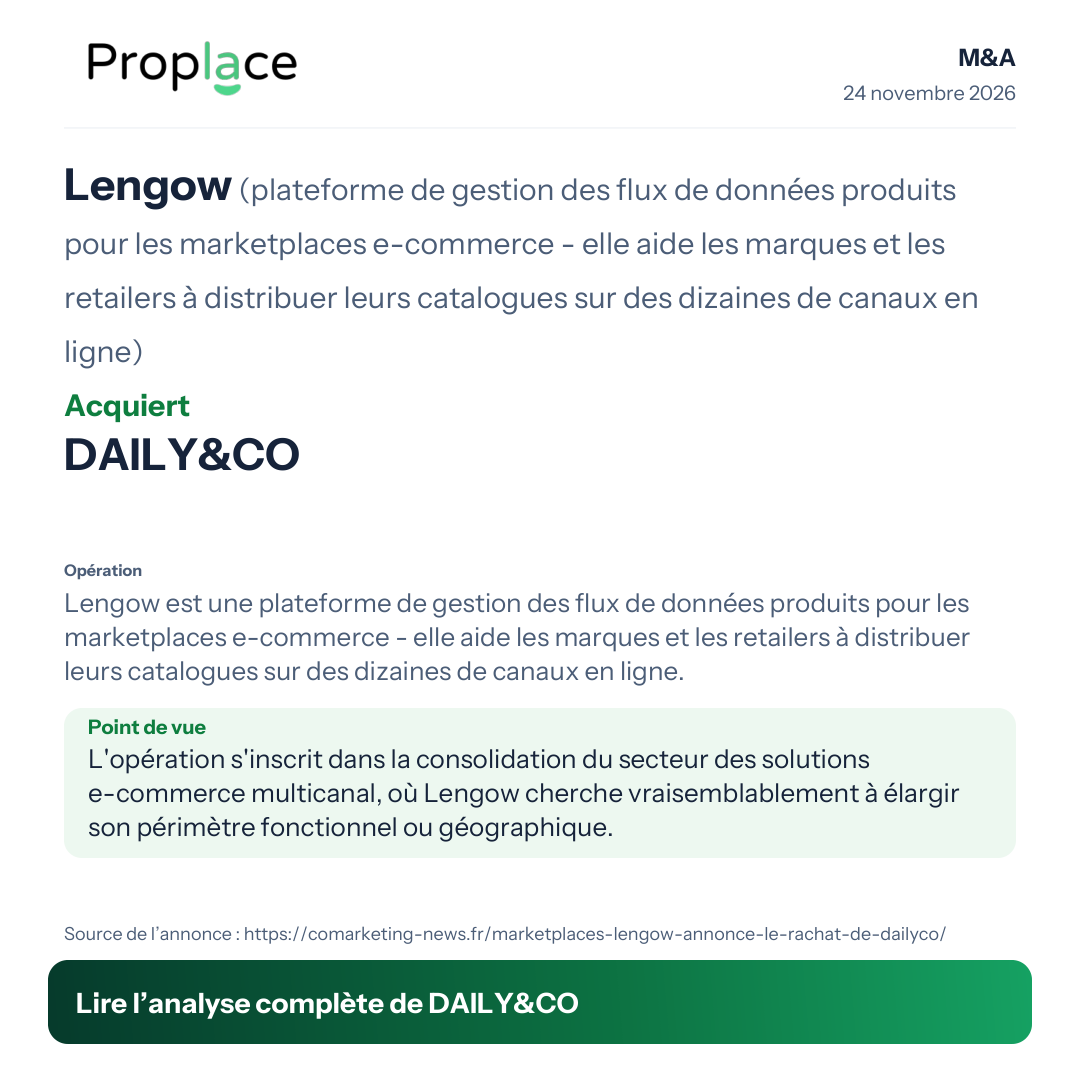 Proplace
M&A
24 novembre 2026
Lengow (plateforme de gestion des flux de données produits
pour les marketplaces e-commerce - elle aide les marques et les
retailers à distribuer leurs catalogues sur des dizaines de canaux en
ligne)
Acquiert
DAILY&CO
Opération
Lengow est une plateforme de gestion des flux de données produits pour les
marketplaces e-commerce - elle aide les marques et les retailers à distribuer
leurs catalogues sur des dizaines de canaux en ligne.
Point de vue
L'opération s'inscrit dans la consolidation du secteur des solutions
e-commerce multicanal, où Lengow cherche vraisemblablement à élargir
son périmètre fonctionnel ou géographique.
Source de l’annonce : https://comarketing-news.fr/marketplaces-lengow-annonce-le-rachat-de-dailyco/
Lire l’analyse complète de DAILY&CO